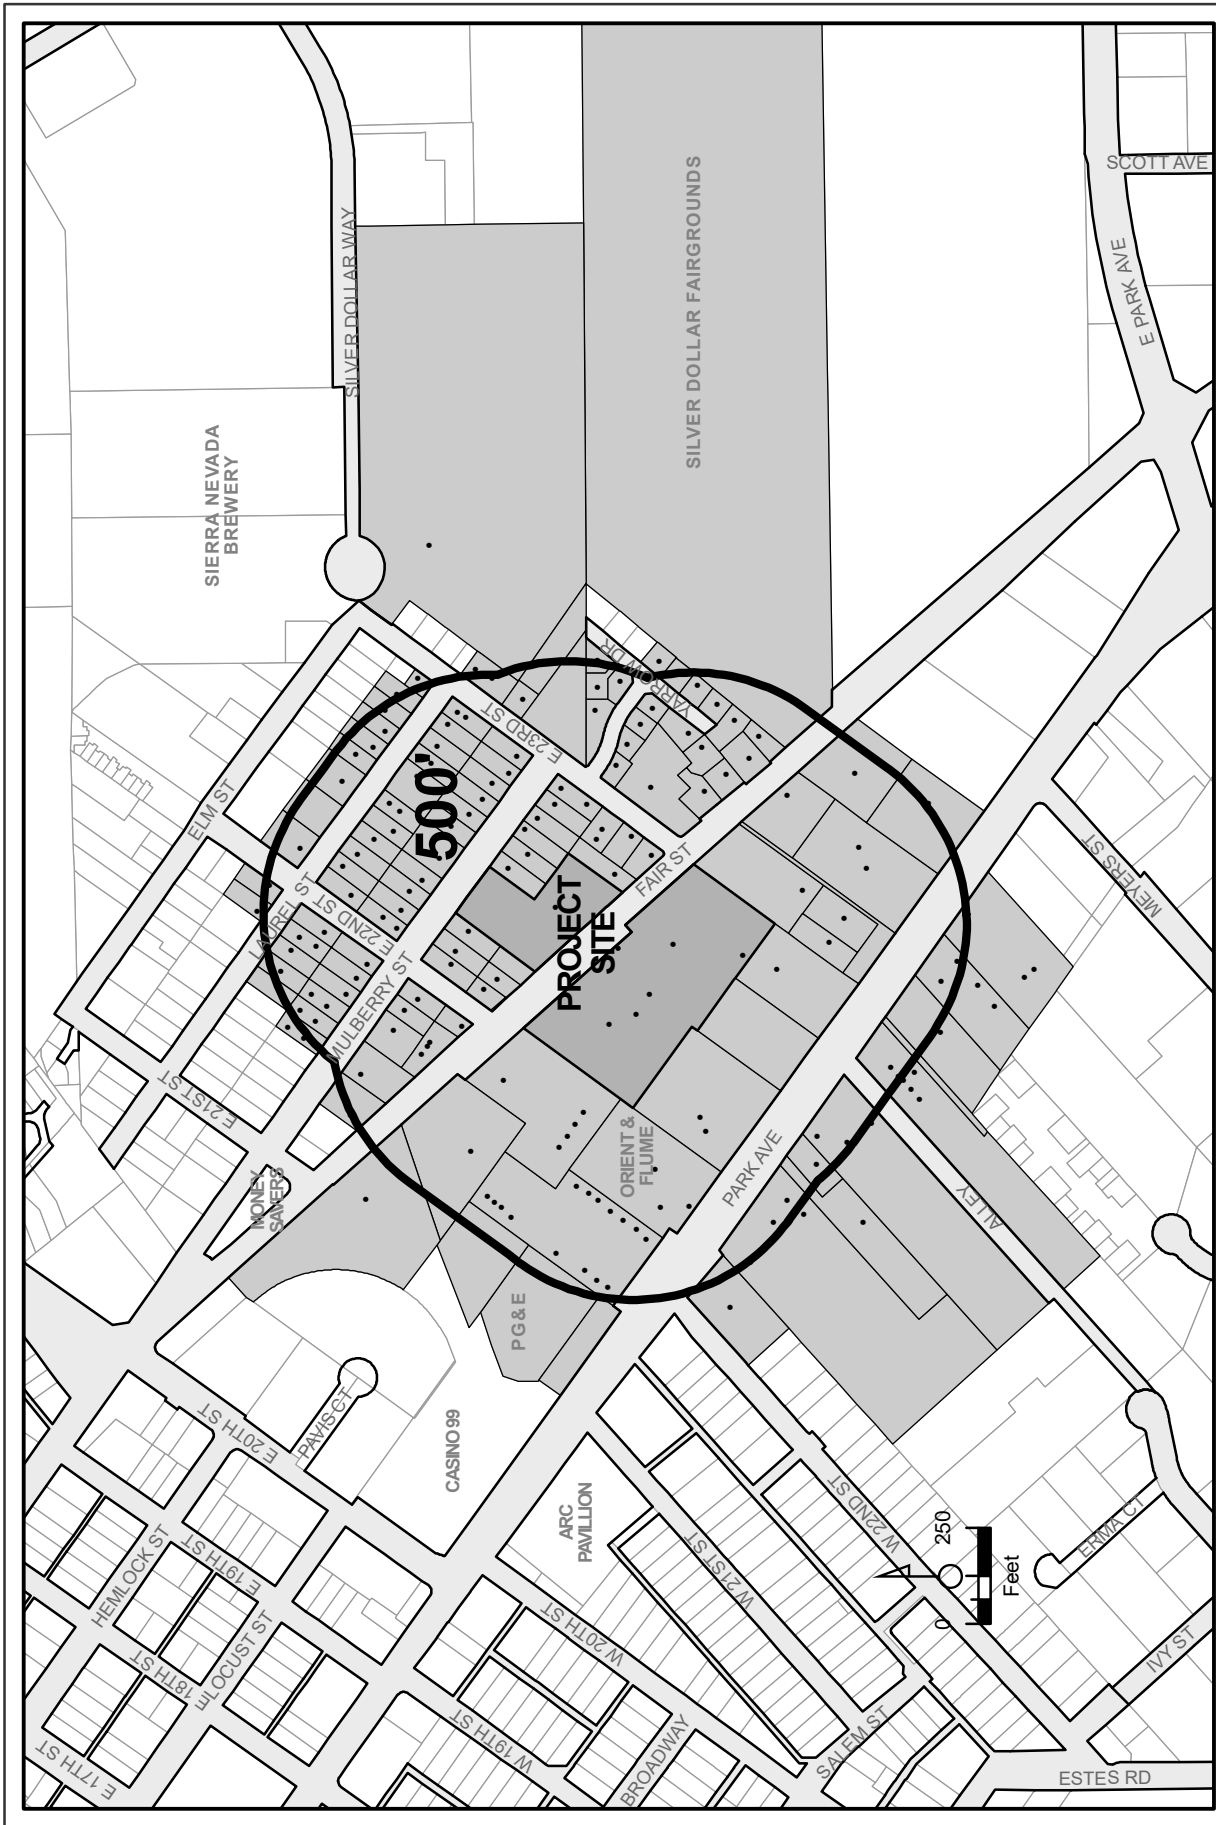 SCOTT AVE
SILVER DOLLAR WAY
SILVER DOLLAR FAIRGROUNDS
E PARK AVE
SIERRA NEVADA
BREWERY
YARROW DR
E 23RD ST
ELM ST
500'
LAUREL ST
E 22ND ST
FAIR ST
PROJECT
SITE
MEYERS ST
MULBERRY ST
E 21ST ST
ORIENT &
FLUME
PARK AVE
MONEY
SAVERS
ALLEY
PG & E
E 20TH ST
PAVIS CT
CASINO 99
ARC
PAVILLION
W 22ND ST
W 21ST ST
HEMLOCK ST
E 19TH ST
0
250
Feet
ERMA CT
W 20TH ST
LOCUST ST
E 18TH ST
IVY ST
W 19TH ST
BROADWAY
SALEM ST
E 17TH ST
ESTES RD